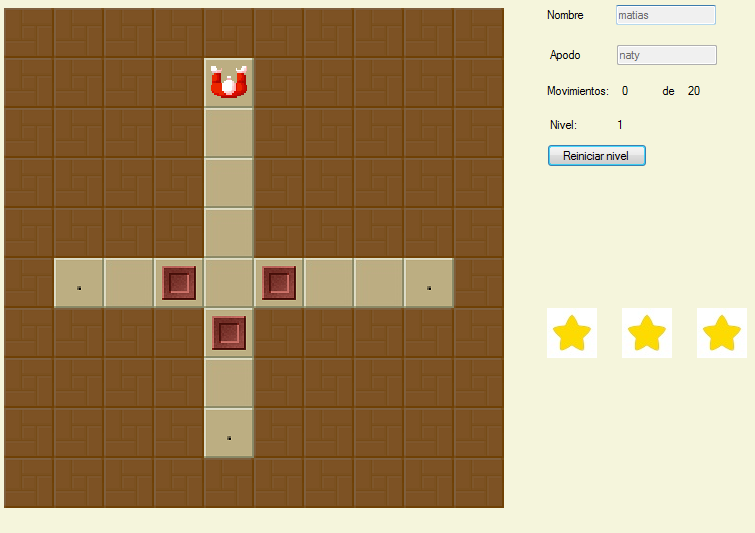 Nombre matias
Apodo naty
Movimientos: 0 de 20
Nivel: 1
Reiniciar nivel